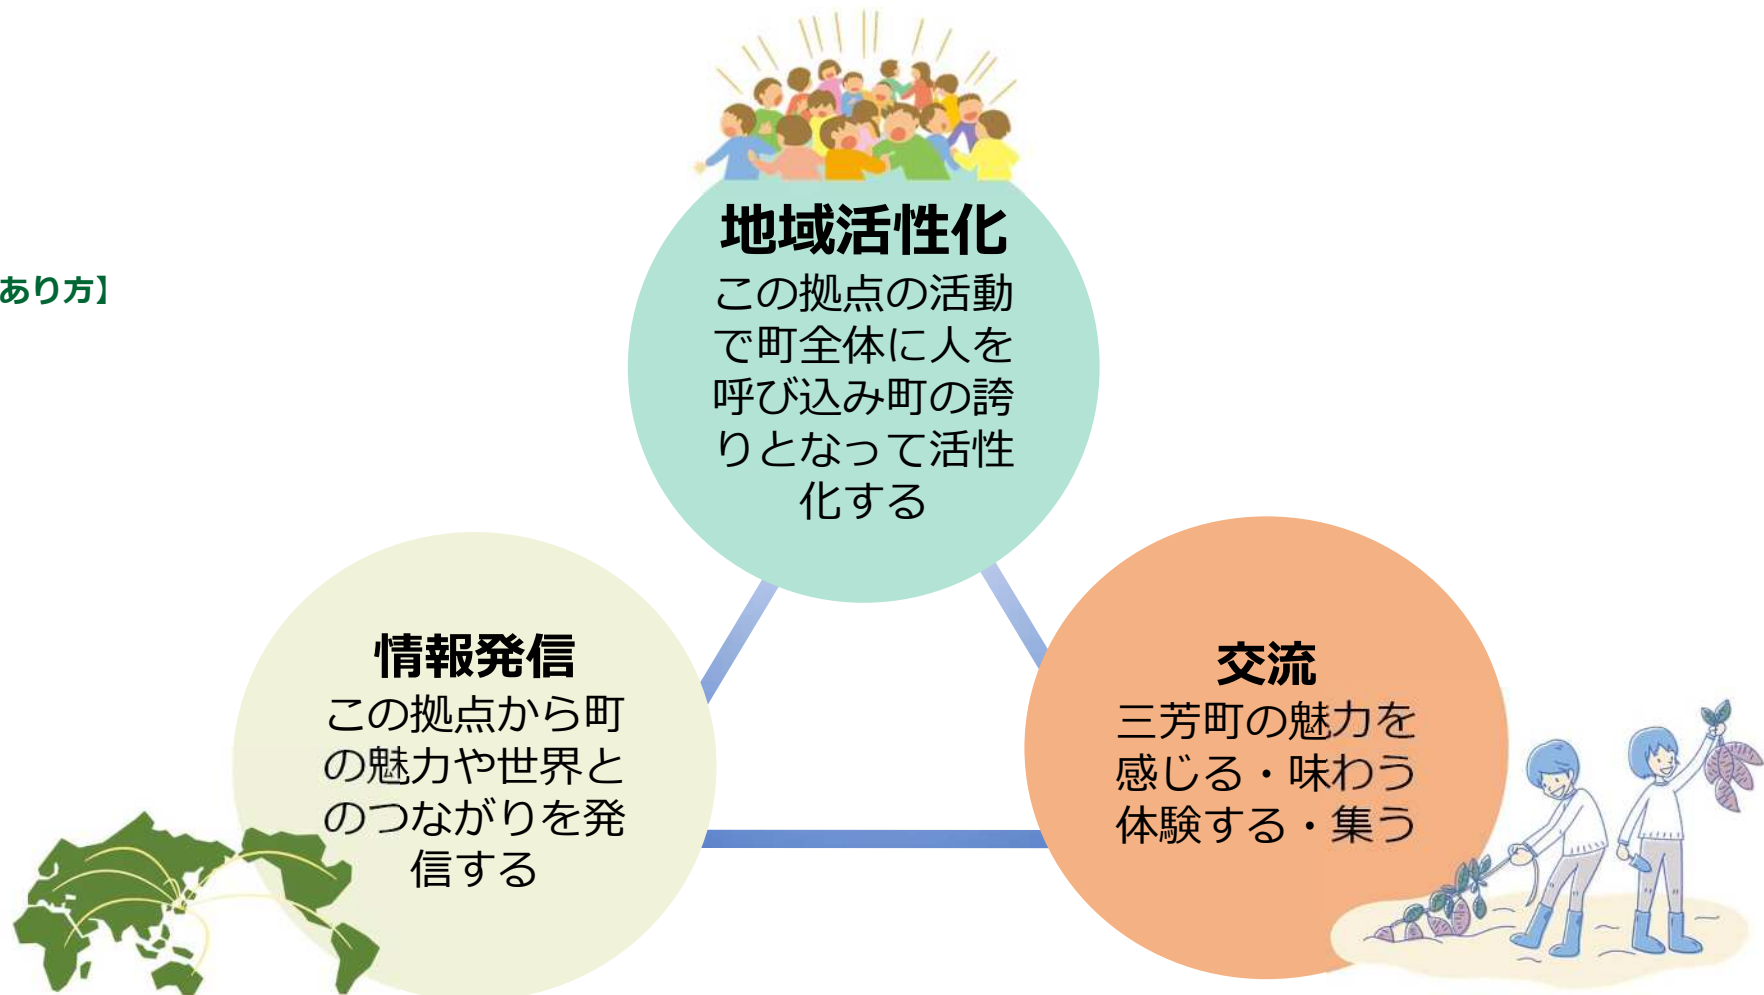 地域活性化
この拠点の活動
で町全体に人を
呼び込み町の誇
りとなって活性
化する
あり方】
情報発信
この拠点から町
の魅力や世界と
のつながりを発
信する
交流
三芳町の魅力を
感じる・味わう
体験する・集う